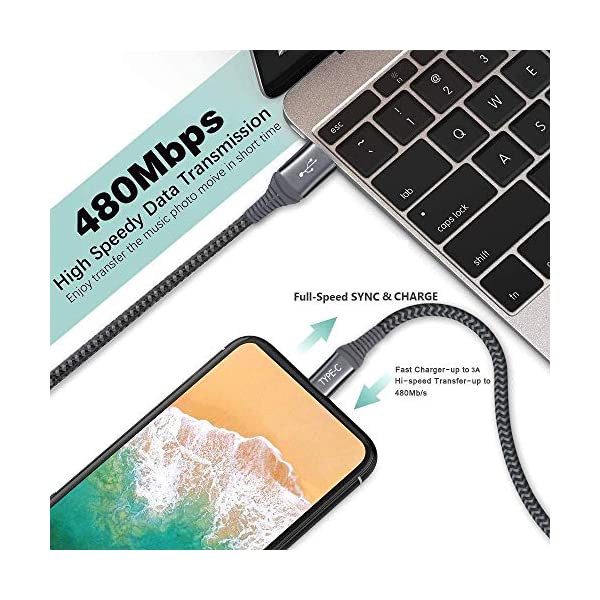 480Mbps
High Speedy Data Transmission
Enjoy transfer the music photo moive in short time
Full-Speed SYNC & CHARGE
TYPE-C
Fast Charger-up to 3A
Hi-speed Transfer-up to
480Mb/s
esc
~
`
!
1
@
2
tab
Q
W
caps lock
A
S
shift
Z
fn